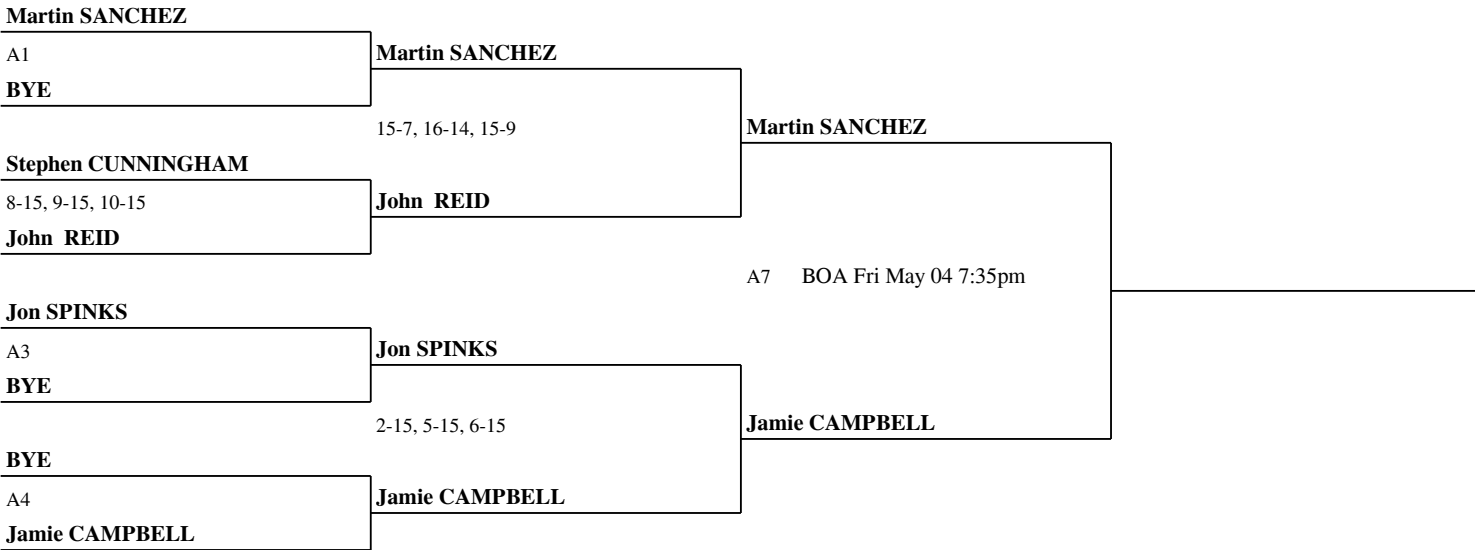 Martin SANCHEZ
A1
Martin SANCHEZ
BYE
15-7, 16-14, 15-9
Martin SANCHEZ
Stephen CUNNINGHAM
8-15, 9-15, 10-15
John  REID
John  REID
A7 BOA Fri May 04 7:35pm
Jon SPINKS
A3
Jon SPINKS
BYE
2-15, 5-15, 6-15
Jamie CAMPBELL
BYE
A4
Jamie CAMPBELL
Jamie CAMPBELL